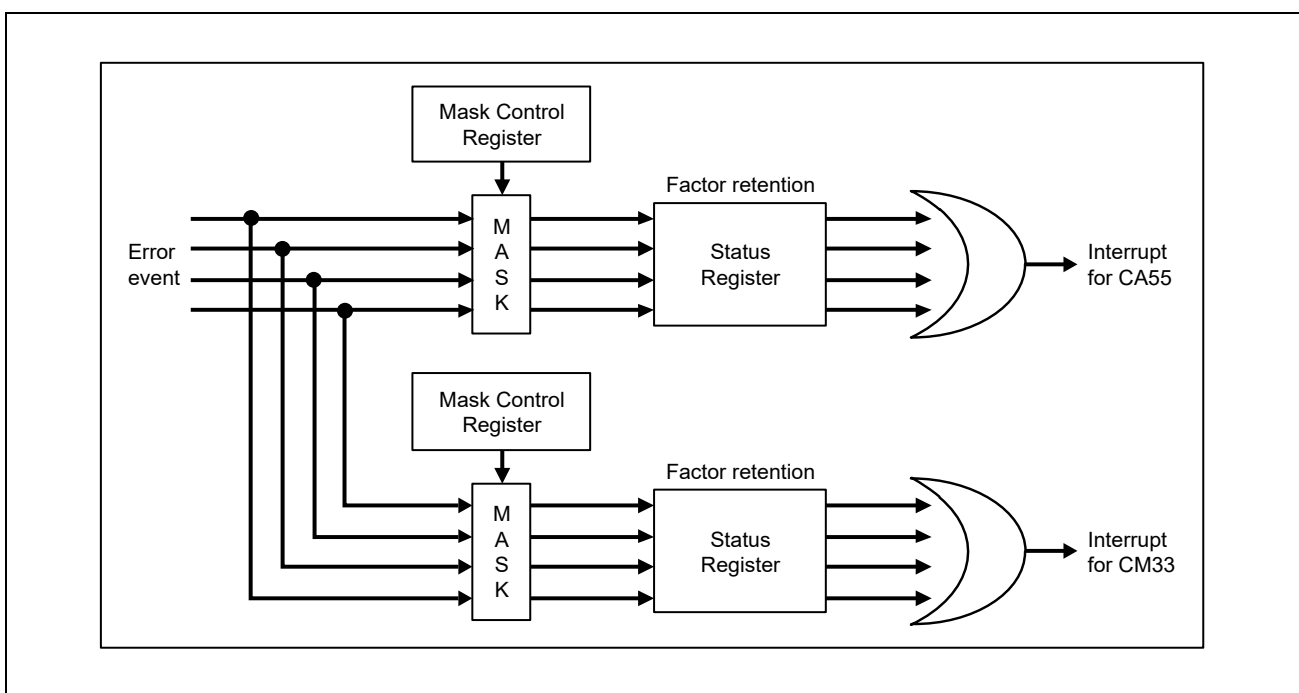 Mask Control
Register
Factor retention
Error
event
M
A
S
K
Status
Register
Interrupt
for CA55
Mask Control
Register
Factor retention
M
A
S
K
Status
Register
Interrupt
for CM33